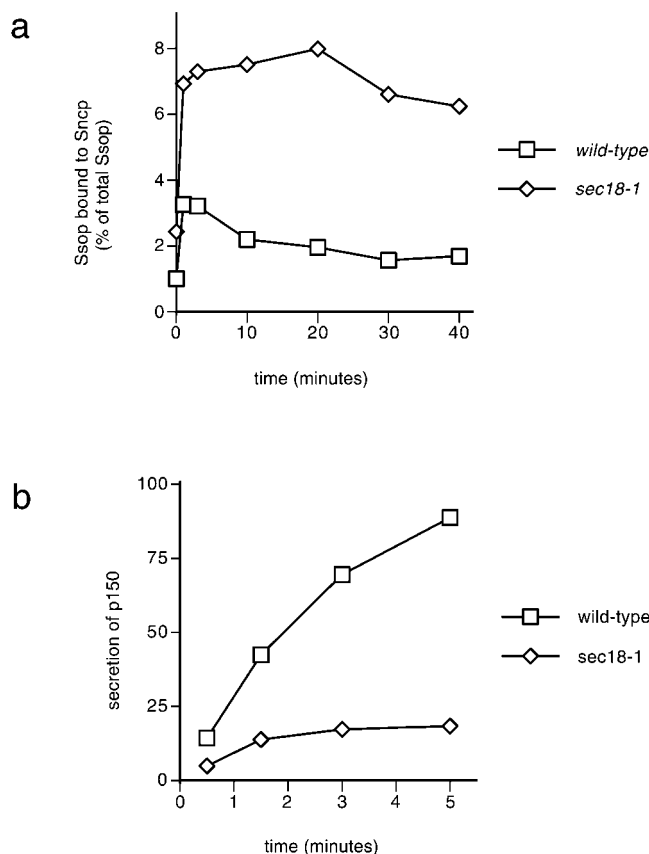 a
Ssop bound to Sncp
(% of total Ssop)
8
6
4
2
0
0 10 20 30 40
time (minutes)
wild-type
sec18-1
b
secretion of p150
100
75
50
25
0
0 1 2 3 4 5
time (minutes)
wild-type
sec18-1